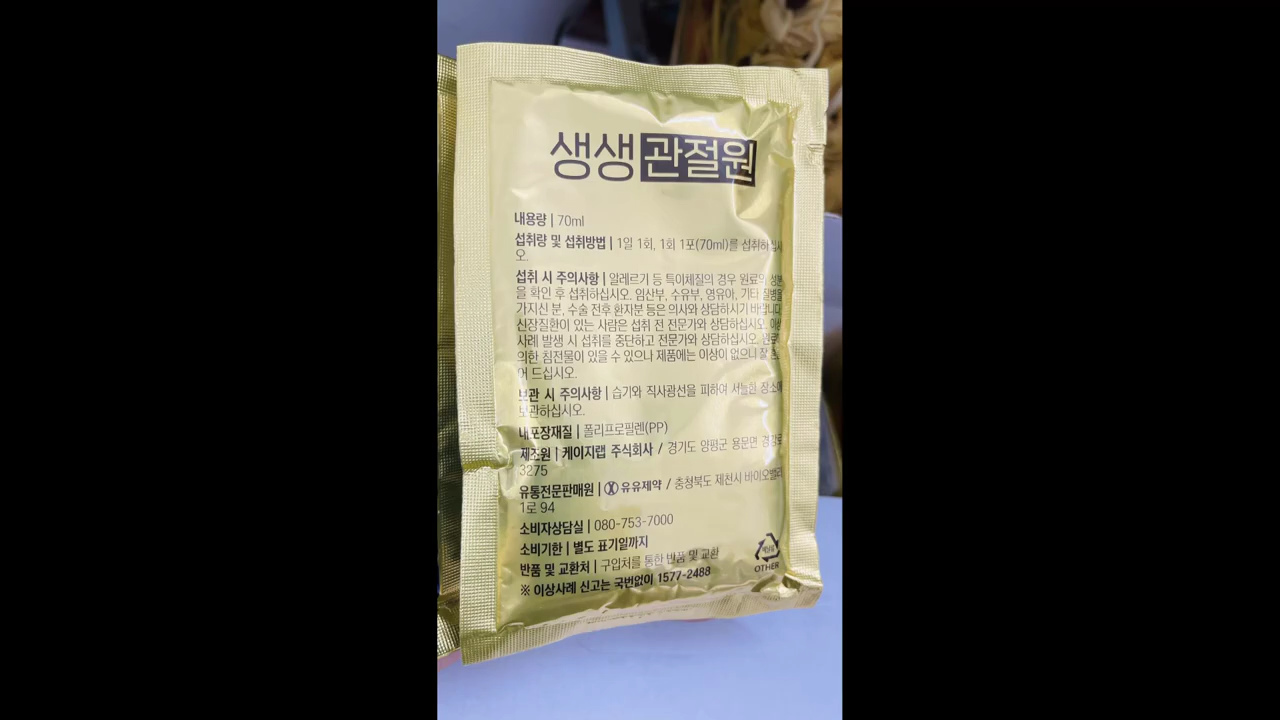 생생관절원
내용량 | 70ml
섭취량 및 섭취방법 | 1일 1회, 1회 1포(70ml)를 섭취하십시
오.
섭취 시 주의사항 | 알레르기 등 특이체질의 경우 원료의 성분
을 확인 후 섭취하십시오. 임산부, 수유부, 영유아, 기타 질병을
가지신 분, 수술 전후 환자분 등은 의사와 상담하시기 바랍니다.
신장질환이 있는 사람은 섭취 전 전문가와 상담하십시오. 이상
사례 발생 시 섭취를 중단하고 전문가와 상담하십시오. 원료에
의한 침전물이 있을 수 있으나 제품에는 이상이 없으니 잘 흔들
어 드십시오.
보관 시 주의사항 | 습기와 직사광선을 피하여 서늘한 장소에
보관하십시오.
내포장재질 | 폴리프로필렌(PP)
제조원 | 케이지랩 주식회사 / 경기도 양평군 용문면 경강로
3275
유통전문판매원 | 유유제약 / 충청북도 제천시 바이오밸리
1로 94
소비자상담실 | 080-753-7000
소비기한 | 별도 표기일까지
반품 및 교환처 | 구입처를 통한 반품 및 교환
※ 이상사례 신고는 국번없이 1577-2488
OTHER